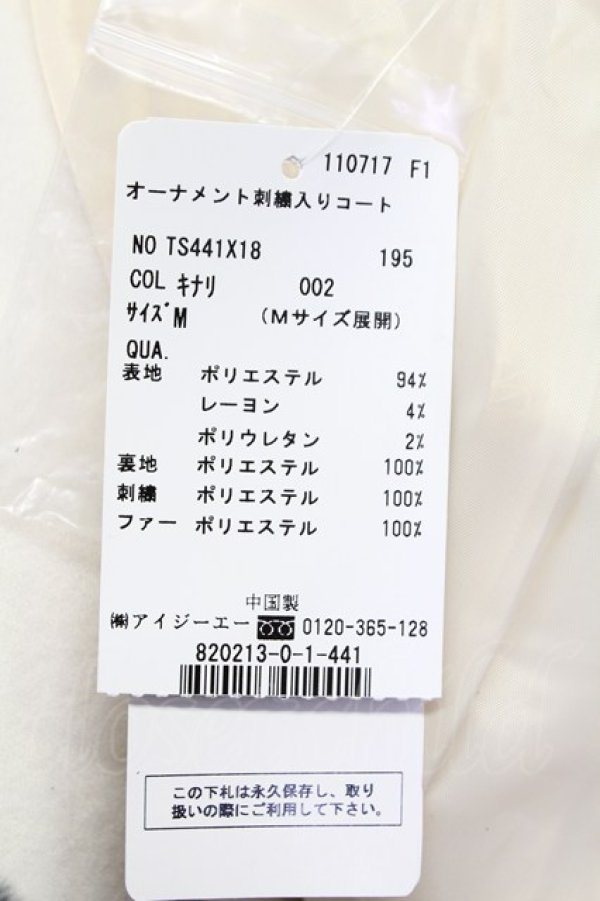 110717 F1
オーナメント刺繍入りコート
NO TS441X18 195
COL キナリ 002
サイズ M (Mサイズ展開)
QUA.
表地 ポリエステル 94%
レーヨン 4%
ポリウレタン 2%
裏地 ポリエステル 100%
刺繍 ポリエステル 100%
ファー ポリエステル 100%
中国製
㈱アイジーエー 0120-365-128
820213-0-1-441
この下札は永久保存し、取り
扱いの際にご利用して下さい。